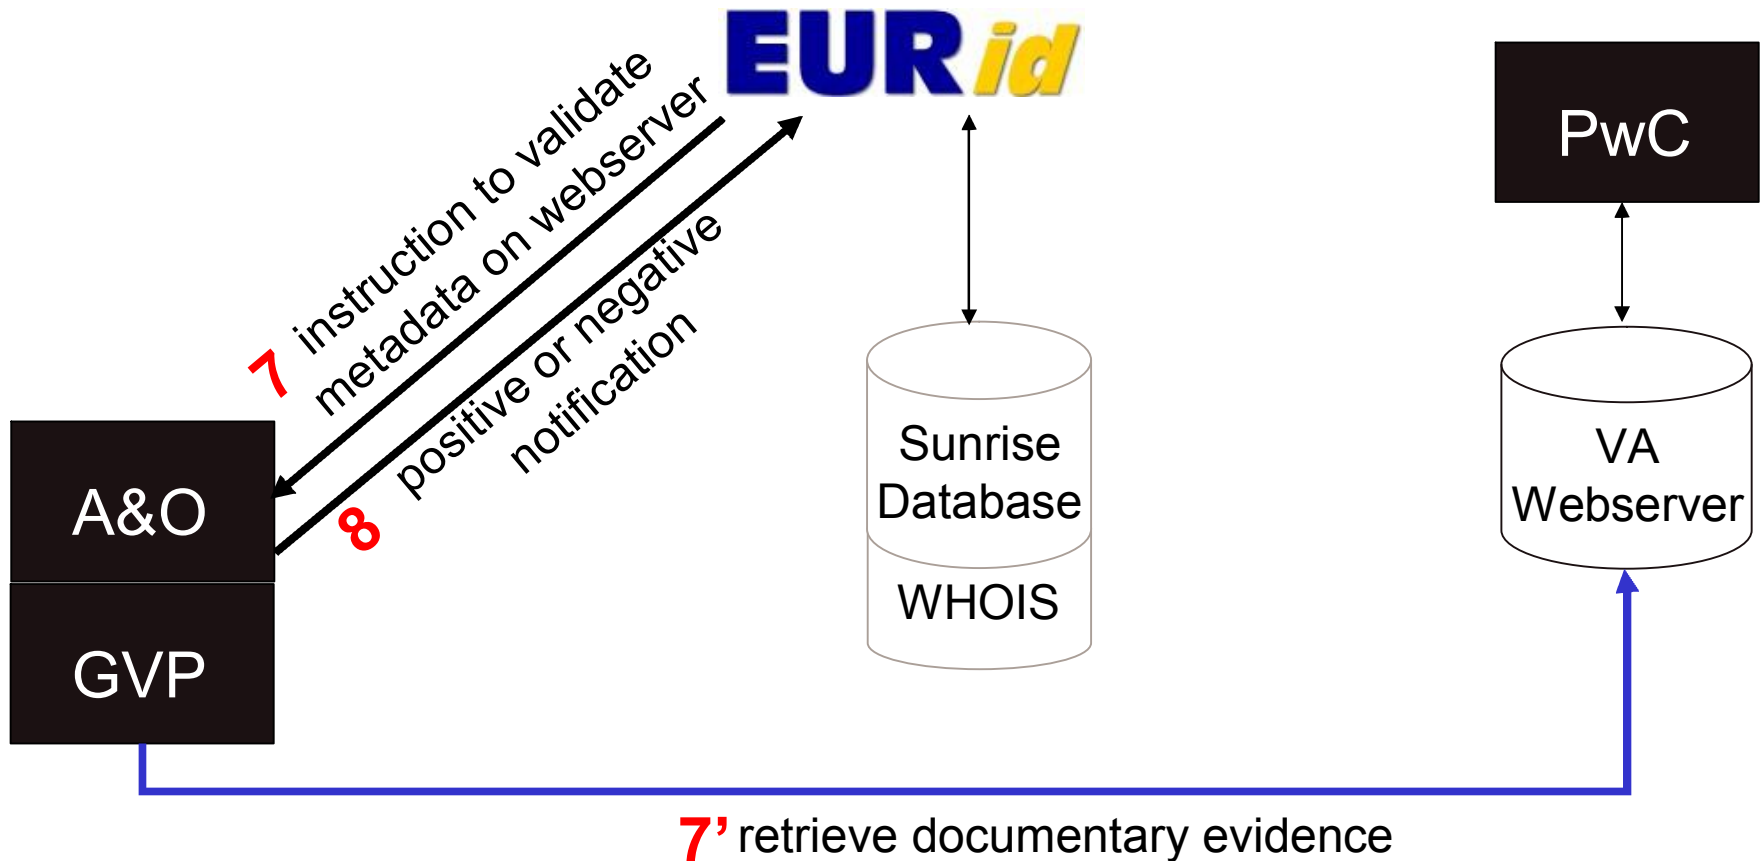 EURid
PwC
7 instruction to validate
metadata on webserver
8 positive or negative
notification
A&O
GVP
Sunrise
Database
WHOIS
VA
Webserver
7’ retrieve documentary evidence